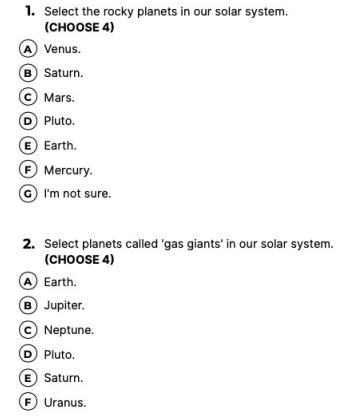 1. Select the rocky planets in our solar system.
(CHOOSE 4)
A Venus.
B Saturn.
C Mars.
D Pluto.
E Earth.
F Mercury.
G I'm not sure.
2. Select planets called 'gas giants' in our solar system.
(CHOOSE 4)
A Earth.
B Jupiter.
C Neptune.
D Pluto.
E Saturn.
F Uranus.